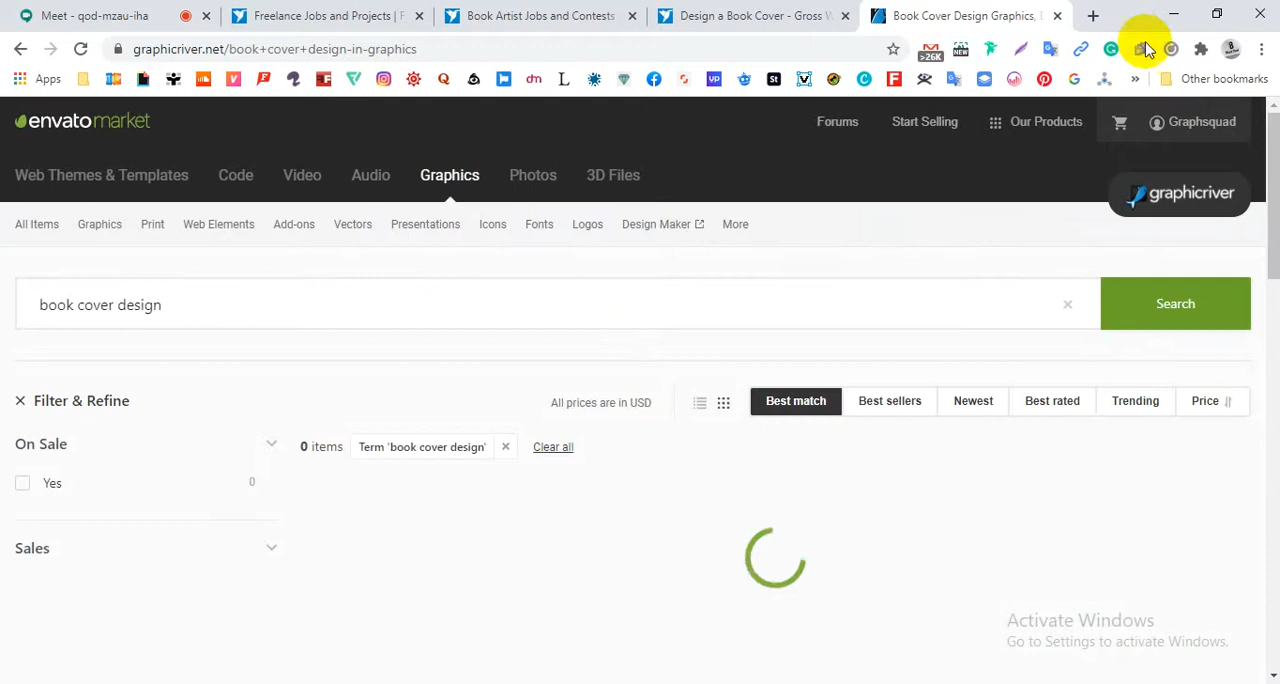 Meet - qod-mzau-iha
Freelance Jobs and Projects | F
Book Artist Jobs and Contests
Design a Book Cover - Gross W
Book Cover Design Graphics,
graphicriver.net/book+cover+design-in-graphics
>26K
NEW
Apps
Other bookmarks
envatomarket
Forums
Start Selling
Our Products
Graphsquad
Web Themes & Templates
Code
Video
Audio
Graphics
Photos
3D Files
graphicriver
All Items
Graphics
Print
Web Elements
Add-ons
Vectors
Presentations
Icons
Fonts
Logos
Design Maker
More
book cover design
Search
Filter & Refine
All prices are in USD
Best match
Best sellers
Newest
Best rated
Trending
Price
On Sale
0 items
Term 'book cover design'
Clear all
Yes
0
Sales
Activate Windows
Go to Settings to activate Windows.